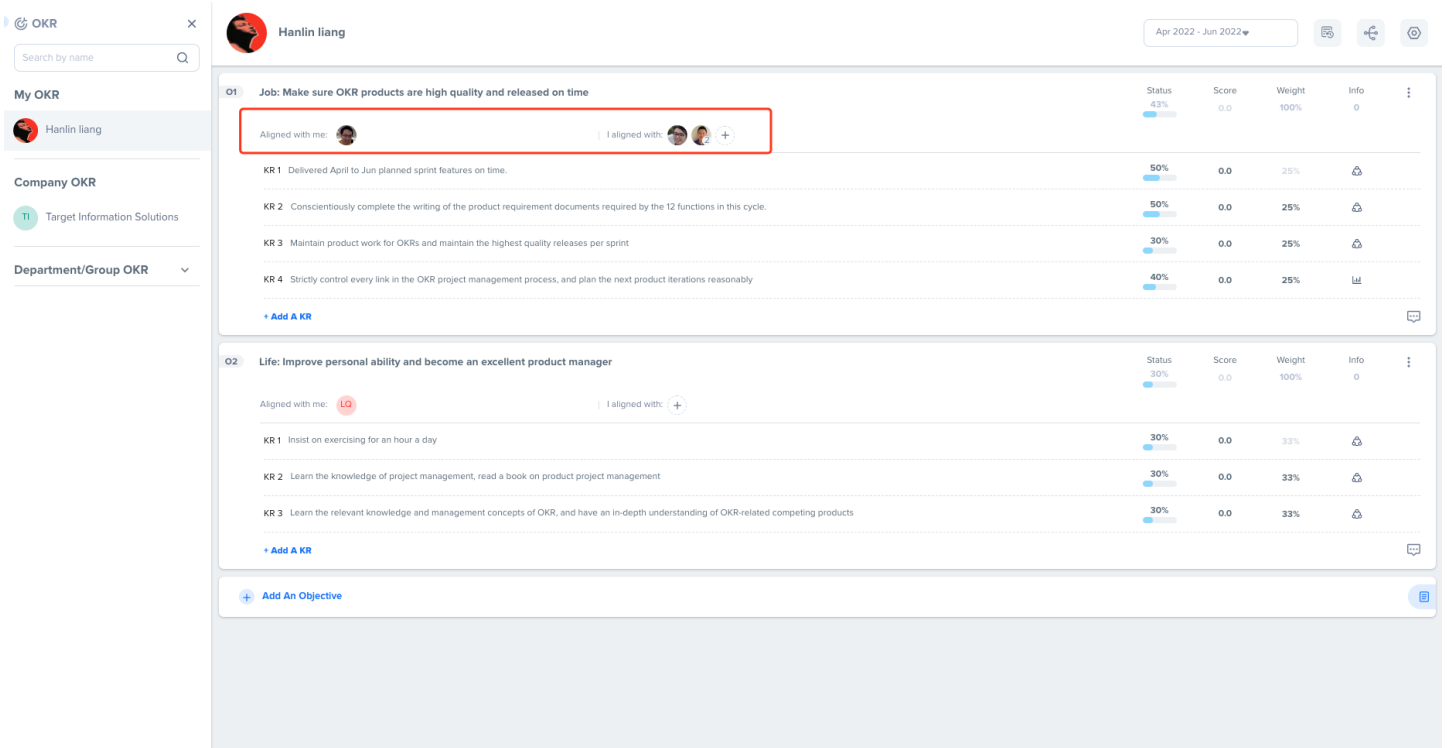 OKR
Search by name
My OKR
Hanlin liang
Company OKR
TI Target Information Solutions
Department/Group OKR
Hanlin liang
Apr 2022 - Jun 2022
O1 Job: Make sure OKR products are high quality and released on time Status Score Weight Info
43% 0.0 100% 0
Aligned with me: I aligned with: 2 +
KR 1 Delivered April to Jun planned sprint features on time. 50% 0.0 25%
KR 2 Conscientiously complete the writing of the product requirement documents required by the 12 functions in this cycle. 50% 0.0 25%
KR 3 Maintain product work for OKRs and maintain the highest quality releases per sprint 30% 0.0 25%
KR 4 Strictly control every link in the OKR project management process, and plan the next product iterations reasonably 40% 0.0 25%
+ Add A KR
O2 Life: Improve personal ability and become an excellent product manager Status Score Weight Info
30% 0.0 100% 0
Aligned with me: LQ I aligned with: +
KR 1 Insist on exercising for an hour a day 30% 0.0 33%
KR 2 Learn the knowledge of project management, read a book on product project management 30% 0.0 33%
KR 3 Learn the relevant knowledge and management concepts of OKR, and have an in-depth understanding of OKR-related competing products 30% 0.0 33%
+ Add A KR
+ Add An Objective